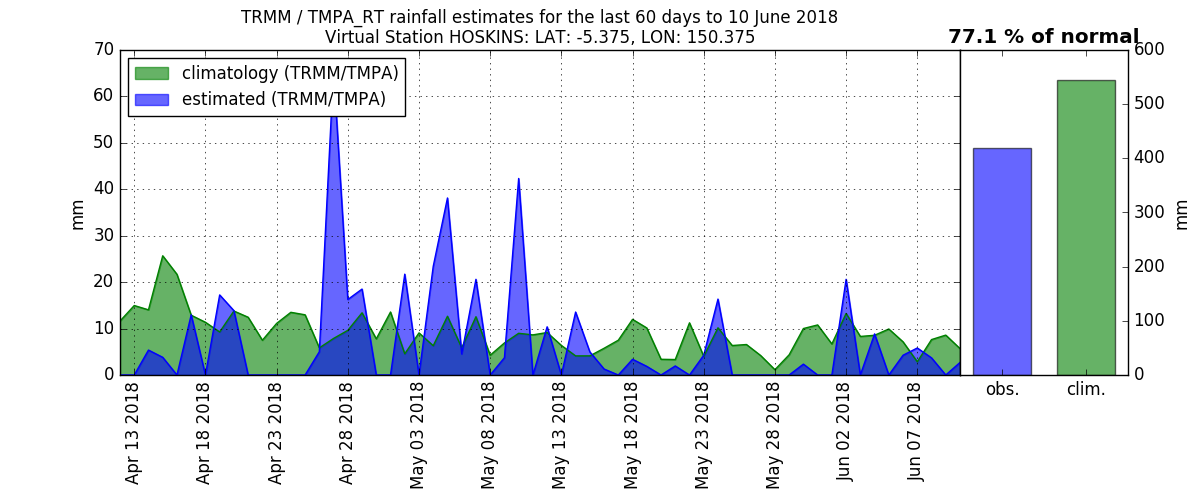 TRMM / TMPA_RT rainfall estimates for the last 60 days to 10 June 2018
Virtual Station HOSKINS: LAT: -5.375, LON: 150.375
77.1 % of normal
climatology (TRMM/TMPA)
estimated (TRMM/TMPA)
mm
70
60
50
40
30
20
10
0
Apr 13 2018
Apr 18 2018
Apr 23 2018
Apr 28 2018
May 03 2018
May 08 2018
May 13 2018
May 18 2018
May 23 2018
May 28 2018
Jun 02 2018
Jun 07 2018
obs.
clim.
600
500
400
300
200
100
0
mm